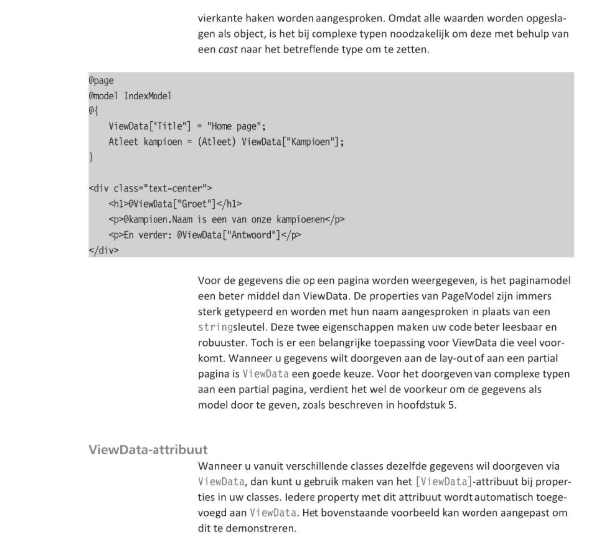 vierkante haken worden aangesproken. Omdat alle waarden worden opgesla-
gen als object, is het bij complexe typen noodzakelijk om deze met behulp van
een cast naar het betreffende type om te zetten.
@page
@model IndexModel
@{
    ViewData["Title"] = "Home page";
    Atleet kampioen = (Atleet) ViewData["Kampioen"];
}
<div class="text-center">
    <h1>@ViewData["Groet"]</h1>
    <p>@kampioen.Naam is een van onze kampioenen</p>
    <p>En verder: @ViewData["Antwoord"]</p>
</div>
Voor de gegevens die op een pagina worden weergegeven, is het paginamodel
een beter middel dan ViewData. De properties van PageModel zijn immers
sterk getypeerd en worden met hun naam aangesproken in plaats van een
stringsleutel. Deze twee eigenschappen maken uw code beter leesbaar en
robuuster. Toch is er een belangrijke toepassing voor ViewData die veel voor-
komt. Wanneer u gegevens wilt doorgeven aan de lay-out of aan een partial
pagina is ViewData een goede keuze. Voor het doorgeven van complexe typen
aan een partial pagina, verdient het wel de voorkeur om de gegevens als
model door te geven, zoals beschreven in hoofdstuk 5.
ViewData-attribuut
Wanneer u vanuit verschillende classes dezelfde gegevens wil doorgeven via
ViewData, dan kunt u gebruik maken van het [ViewData]-attribuut bij proper-
ties in uw classes. Iedere property met dit attribuut wordt automatisch toege-
voegd aan ViewData. Het bovenstaande voorbeeld kan worden aangepast om
dit te demonstreren.